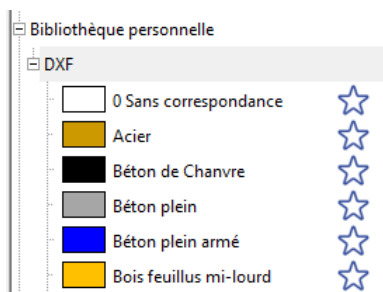 Bibliothèque personnelle
DXF
0 Sans correspondance
Acier
Béton de Chanvre
Béton plein
Béton plein armé
Bois feuillus mi-lourd